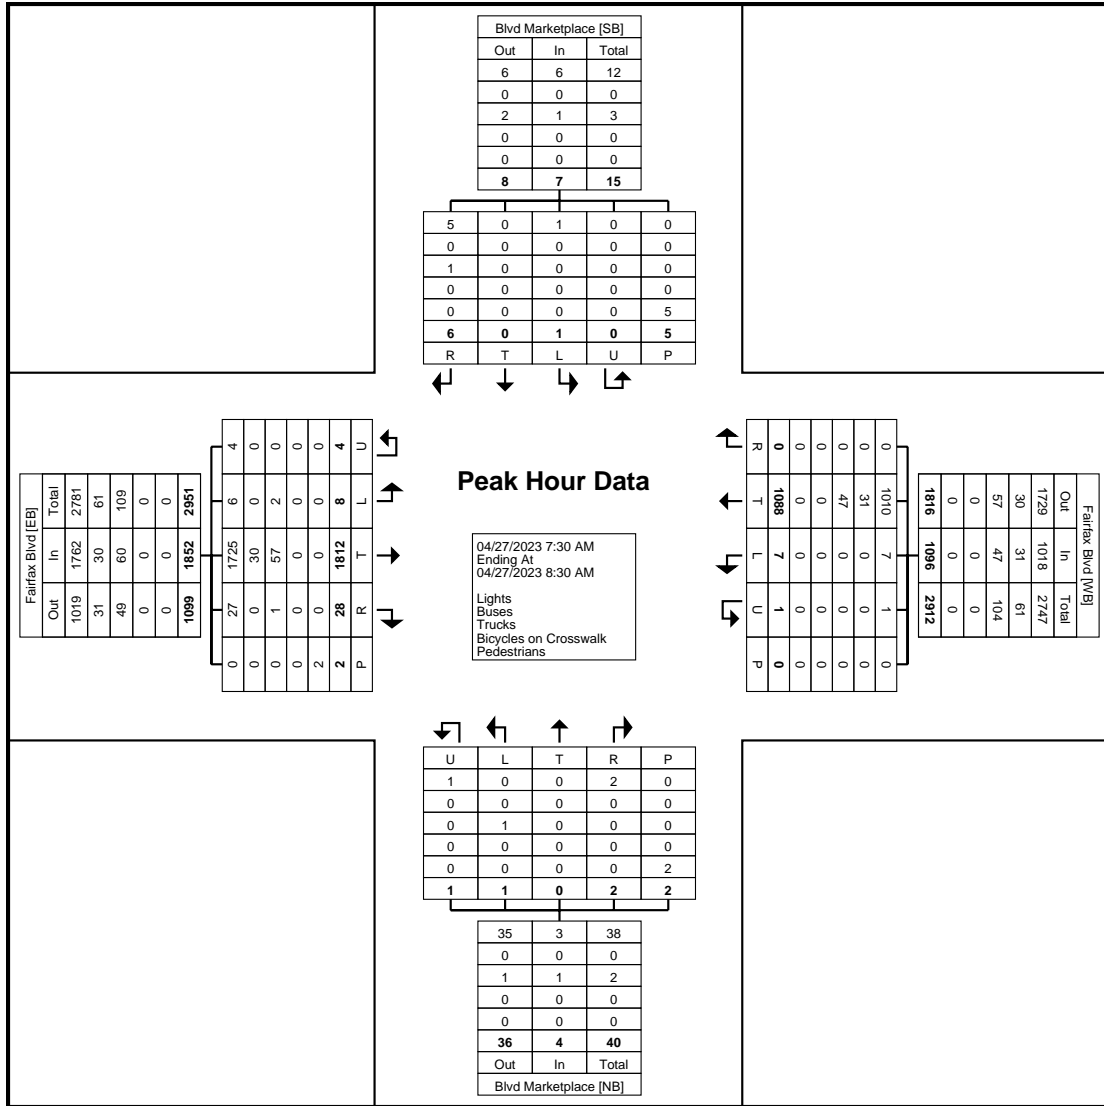 Blvd Marketplace [SB]
Out In Total
6 6 12
0 0 0
2 1 3
0 0 0
0 0 0
8 7 15
5 0 1 0 0
0 0 0 0 0
1 0 0 0 0
0 0 0 0 0
0 0 0 0 5
6 0 1 0 5
R T L U P
Fairfax Blvd [EB]
Total In Out
2781 1762 1019
61 30 31
109 60 49
0 0 0
0 0 0
2951 1852 1099
4 6 1725 27 0
0 0 30 0 0
0 2 57 1 0
0 0 0 0 0
0 0 0 0 2
4 8 1812 28 2
U L T R P
Peak Hour Data
04/27/2023 7:30 AM
Ending At
04/27/2023 8:30 AM
Lights
Buses
Trucks
Bicycles on Crosswalk
Pedestrians
Fairfax Blvd [WB]
Out In Total
1729 1018 2747
30 31 61
57 47 104
0 0 0
0 0 0
1816 1096 2912
0 1010 7 1 0
0 31 0 0 0
0 47 0 0 0
0 0 0 0 0
0 0 0 0 0
0 1088 7 1 0
R T L U P
U L T R P
1 0 0 2 0
0 0 0 0 0
0 1 0 0 0
0 0 0 0 0
0 0 0 0 2
1 1 0 2 2
35 3 38
0 0 0
1 1 2
0 0 0
0 0 0
36 4 40
Out In Total
Blvd Marketplace [NB]